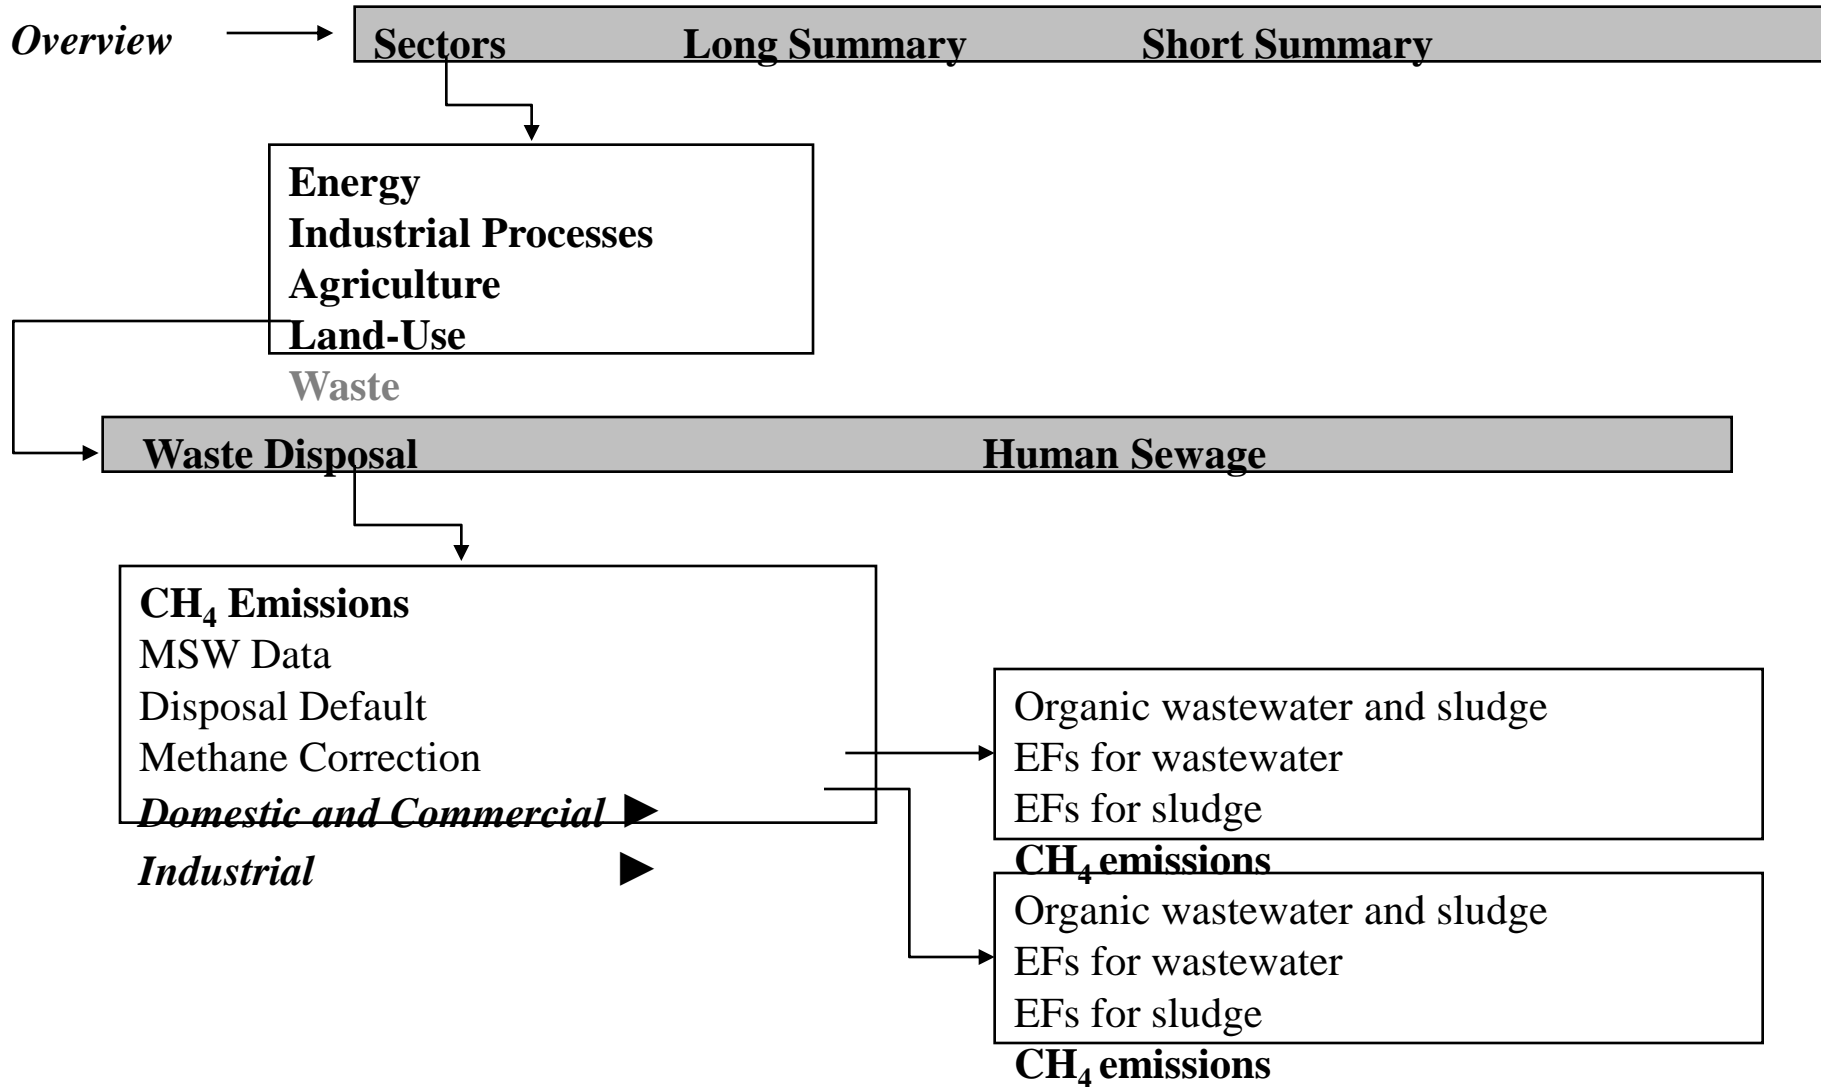 Overview
Sectors Long Summary Short Summary
Energy
Industrial Processes
Agriculture
Land-Use
Waste
Waste Disposal Human Sewage
CH₄ Emissions
MSW Data
Disposal Default
Methane Correction
Domestic and Commercial ►
Industrial ►
Organic wastewater and sludge
EFs for wastewater
EFs for sludge
CH₄ emissions
Organic wastewater and sludge
EFs for wastewater
EFs for sludge
CH₄ emissions